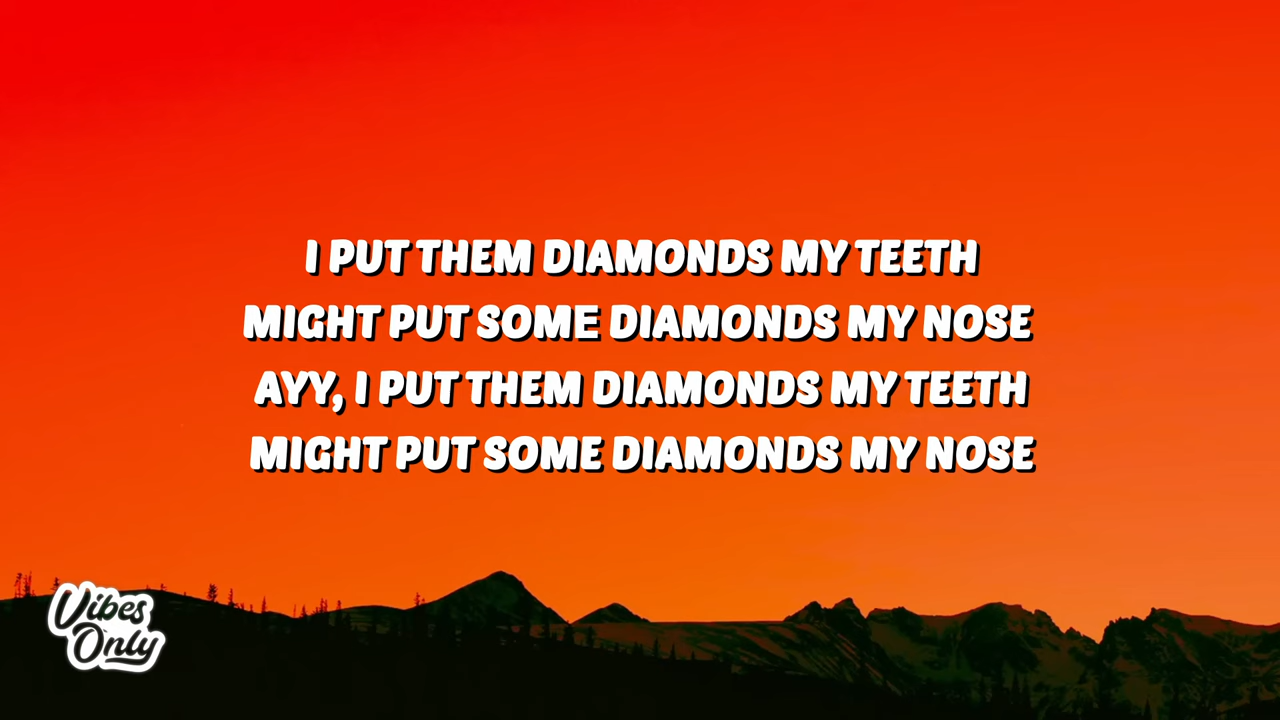 I PUT THEM DIAMONDS MY TEETH
MIGHT PUT SOME DIAMONDS MY NOSE
AYY, I PUT THEM DIAMONDS MY TEETH
MIGHT PUT SOME DIAMONDS MY NOSE
Vibes
Only